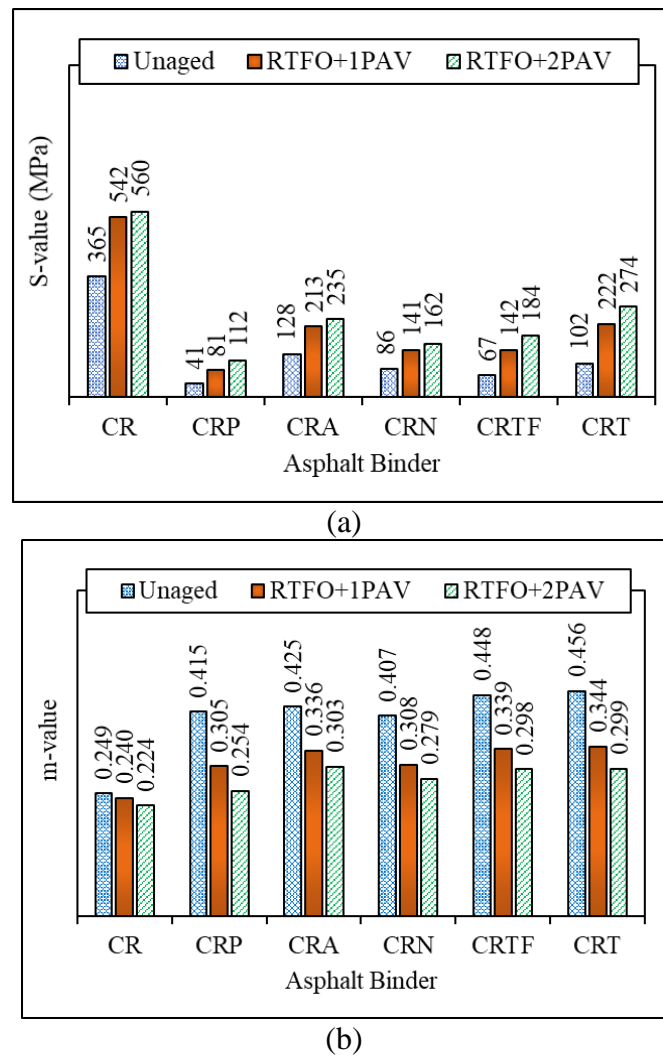 Unaged RTFO+1PAV RTFO+2PAV
S-value (MPa)
365 542 560 41 81 112 128 213 235 86 141 162 67 142 184 102 222 274
CR CRP CRA CRN CRTF CRT
Asphalt Binder
(a)
Unaged RTFO+1PAV RTFO+2PAV
m-value
0.249 0.240 0.224 0.415 0.305 0.254 0.425 0.336 0.303 0.407 0.308 0.279 0.448 0.339 0.298 0.456 0.344 0.299
CR CRP CRA CRN CRTF CRT
Asphalt Binder
(b)